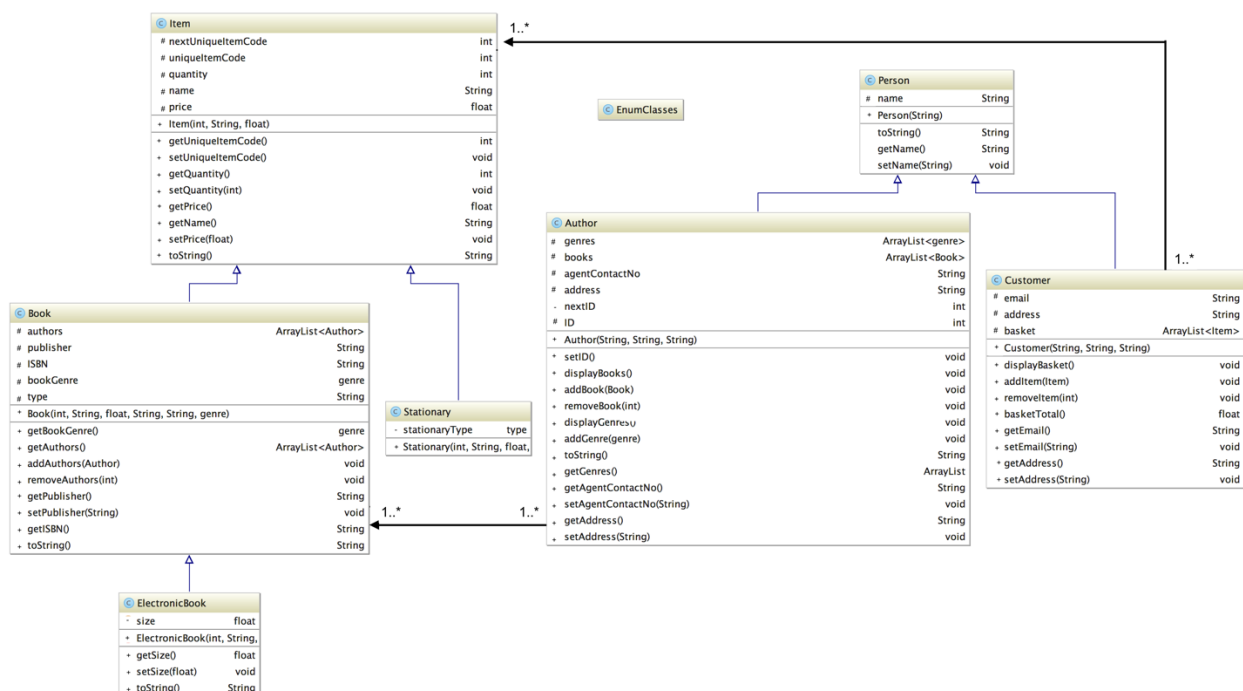 Item
# nextUniqueItemCode int
# uniqueItemCode int
# quantity int
# name String
# price float
+ Item(int, String, float)
+ getUniqueItemCode() int
+ setUniqueItemCode() void
+ getQuantity() int
+ setQuantity(int) void
+ getPrice() float
+ getName() String
+ setPrice(float) void
+ toString() String
1..*
EnumClasses
Person
# name String
+ Person(String)
toString() String
getName() String
setName(String) void
Author
# genres ArrayList<genre>
# books ArrayList<Book>
# agentContactNo String
# address String
- nextID int
# ID int
+ Author(String, String, String)
+ setID() void
+ displayBooks() void
+ addBook(Book) void
+ removeBook(int) void
+ displayGenres() void
+ addGenre(genre) void
+ toString() String
+ getGenres() ArrayList
+ getAgentContactNo() String
+ setAgentContactNo(String) void
+ getAddress() String
+ setAddress(String) void
1..*
Customer
# email String
# address String
# basket ArrayList<Item>
+ Customer(String, String, String)
+ displayBasket() void
+ addItem(Item) void
+ removeItem(int) void
+ basketTotal() float
+ getEmail() String
+ setEmail(String) void
+ getAddress() String
+ setAddress(String) void
Book
# authors ArrayList<Author>
# publisher String
# ISBN String
# bookGenre genre
# type String
+ Book(int, String, float, String, String, genre)
+ getBookGenre() genre
+ getAuthors() ArrayList<Author>
+ addAuthors(Author) void
+ removeAuthors(int) void
+ getPublisher() String
+ setPublisher(String) void
+ getISBN() String
+ toString() String
Stationary
- stationaryType type
+ Stationary(int, String, float,
1..* 1..*
ElectronicBook
- size float
+ ElectronicBook(int, String,
+ getSize() float
+ setSize(float) void
+ toString() String